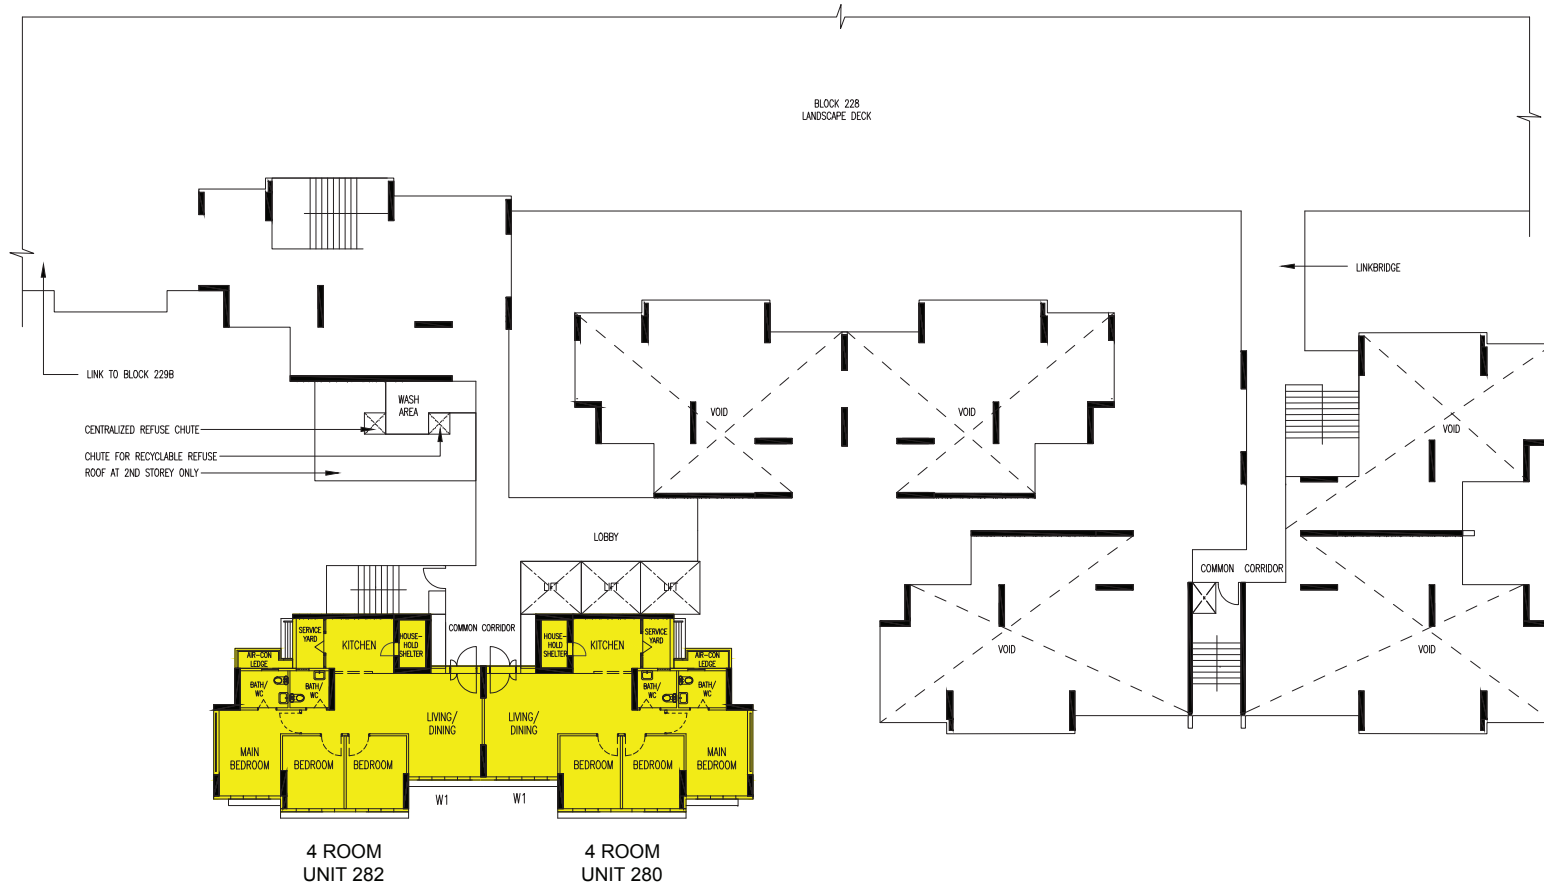 BLOCK 228
LANDSCAPE DECK
LINKBRIDGE
LINK TO BLOCK 229B
WASH
AREA
VOID
VOID
VOID
CENTRALIZED REFUSE CHUTE
CHUTE FOR RECYCLABLE REFUSE
ROOF AT 2ND STOREY ONLY
LOBBY
COMMON CORRIDOR
LIFT
LIFT
LIFT
SERVICE
YARD
KITCHEN
HOUSE-
HOLD
SHELTER
COMMON CORRIDOR
HOUSE-
HOLD
SHELTER
KITCHEN
SERVICE
YARD
VOID
VOID
AIR-CON
LEDGE
AIR-CON
LEDGE
BATH/
WC
BATH/
WC
BATH/
WC
BATH/
WC
LIVING/
DINING
LIVING/
DINING
MAIN
BEDROOM
BEDROOM
BEDROOM
BEDROOM
BEDROOM
MAIN
BEDROOM
W1
W1
4 ROOM
UNIT 282
4 ROOM
UNIT 280